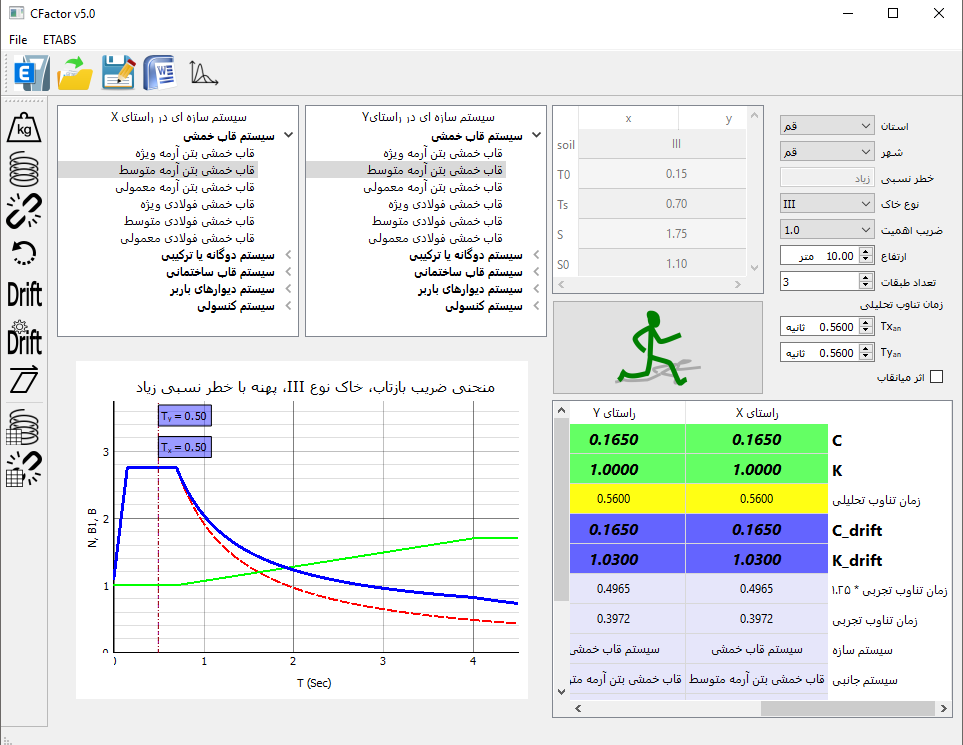 CFactor v5.0
File ETABS
سیستم سازه ای در راستای X
سیستم قاب خمشی
قاب خمشی بتن آرمه ویژه
قاب خمشی بتن آرمه متوسط
قاب خمشی بتن آرمه معمولی
قاب خمشی فولادی ویژه
قاب خمشی فولادی متوسط
قاب خمشی فولادی معمولی
سیستم دوگانه یا ترکیبی
سیستم قاب ساختمانی
سیستم دیوارهای باربر
سیستم کنسولی
سیستم سازه ای در راستایY
سیستم قاب خمشی
قاب خمشی بتن آرمه ویژه
قاب خمشی بتن آرمه متوسط
قاب خمشی بتن آرمه معمولی
قاب خمشی فولادی ویژه
قاب خمشی فولادی متوسط
قاب خمشی فولادی معمولی
سیستم دوگانه یا ترکیبی
سیستم قاب ساختمانی
سیستم دیوارهای باربر
سیستم کنسولی
x y
soil III
T0 0.15
Ts 0.70
S 1.75
S0 1.10
استان قم
شهر قم
خطر نسبی زیاد
نوع خاک III
ضریب اهمیت 1.0
ارتفاع 10.00 متر
تعداد طبقات 3
زمان تناوب تحلیلی
Txan 0.5600 ثانیه
Tyan 0.5600 ثانیه
اثر میانقاب
kg
Drift
Drift
E
W
منحنی ضریب بازتاب، خاک نوع III، پهنه با خطر نسبی زیاد
Ty = 0.50
Tx = 0.50
N, B1, B
3
2
1
0
0 1 2 3 4
T (Sec)
راستای Y راستای X
0.1650 0.1650 C
1.0000 1.0000 K
0.5600 0.5600 زمان تناوب تحلیلی
0.1650 0.1650 C_drift
1.0300 1.0300 K_drift
0.4965 0.4965 زمان تناوب تجربی * ۱.۲۵
0.3972 0.3972 زمان تناوب تجربی
سیستم قاب خمشی سیستم قاب خمشی سیستم سازه
قاب خمشی بتن آرمه متو قاب خمشی بتن آرمه متوسط سیستم جانبی